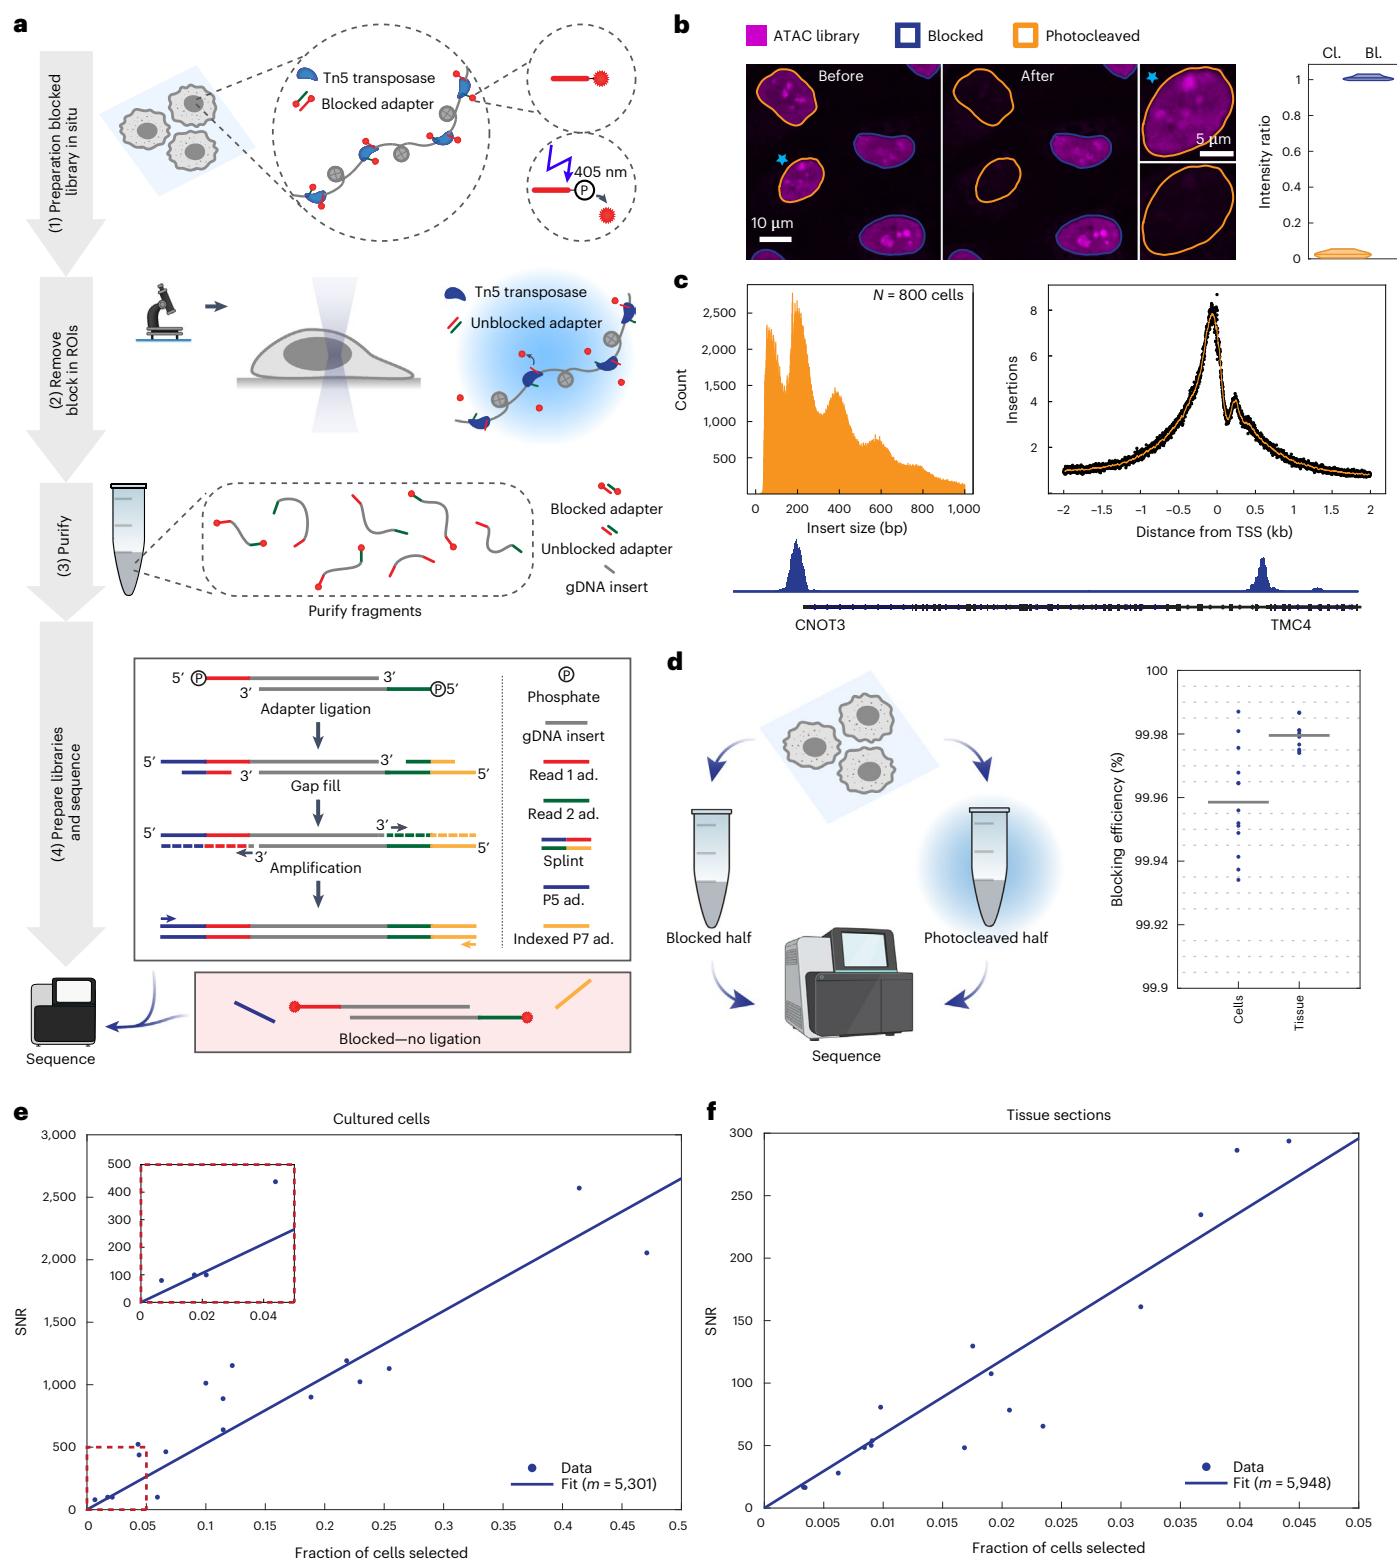 a
(1) Preparation blocked
library in situ
Tn5 transposase
Blocked adapter
405 nm
P
(2) Remove
block in ROIs
Tn5 transposase
Unblocked adapter
(3) Purify
Blocked adapter
Unblocked adapter
gDNA insert
Purify fragments
(4) Prepare libraries
and sequence
5′ P 3′
3′ P 5′
Adapter ligation
5′ 3′
3′ 5′
Gap fill
5′ 3′
3′ 5′
Amplification
P
Phosphate
gDNA insert
Read 1 ad.
Read 2 ad.
Splint
P5 ad.
Indexed P7 ad.
Blocked—no ligation
Sequence
b
ATAC library
Blocked
Photocleaved
Before
After
10 µm
5 µm
Cl. Bl.
1
0.8
0.6
0.4
0.2
0
Intensity ratio
c
N = 800 cells
2,500
2,000
1,500
1,000
500
Count
0 200 400 600 800 1,000
Insert size (bp)
8
6
4
2
Insertions
–2 –1.5 –1 –0.5 0 0.5 1 1.5 2
Distance from TSS (kb)
CNOT3
TMC4
d
Blocked half
Photocleaved half
Sequence
100
99.98
99.96
99.94
99.92
99.9
Blocking efficiency (%)
Cells
Tissue
e
Cultured cells
3,000
2,500
2,000
1,500
1,000
500
0
SNR
500
400
300
200
100
0
0 0.02 0.04
Data
Fit (m = 5,301)
0 0.05 0.1 0.15 0.2 0.25 0.3 0.35 0.4 0.45 0.5
Fraction of cells selected
f
Tissue sections
300
250
200
150
100
50
0
SNR
Data
Fit (m = 5,948)
0 0.005 0.01 0.015 0.02 0.025 0.03 0.035 0.04 0.045 0.05
Fraction of cells selected